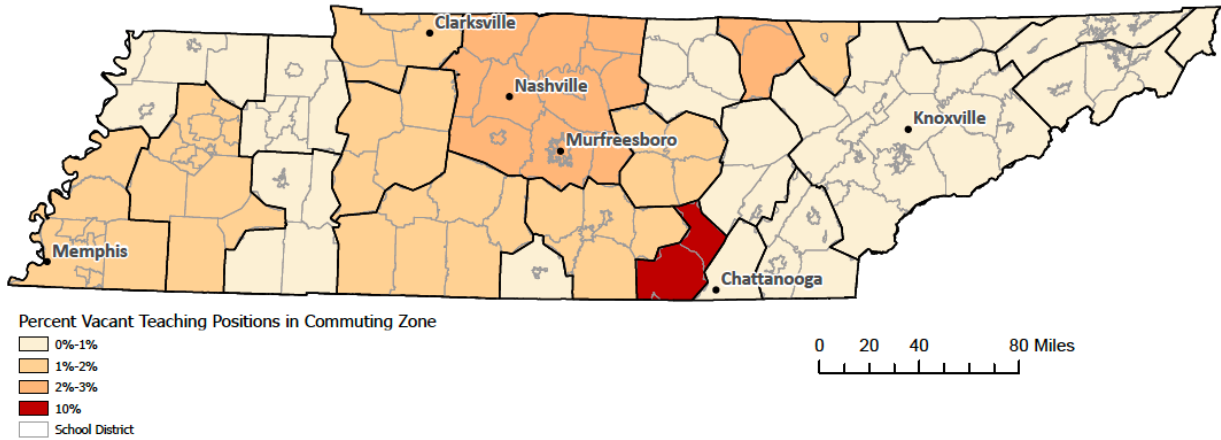 Clarksville
Nashville
Knoxville
Murfreesboro
Memphis
Chattanooga
Percent Vacant Teaching Positions in Commuting Zone
0%-1%
1%-2%
2%-3%
10%
School District
0 20 40 80 Miles